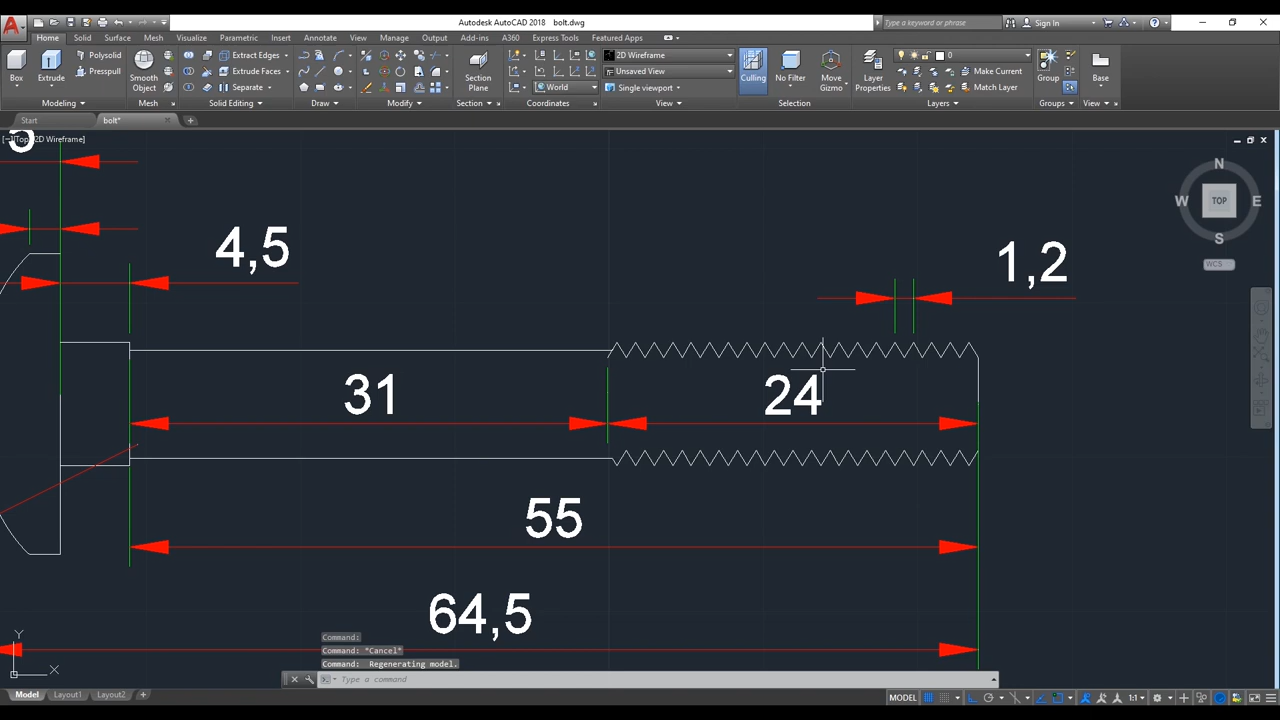 Autodesk AutoCAD 2018 bolt.dwg
Type a keyword or phrase
Sign In
Home Solid Surface Mesh Visualize Parametric Insert Annotate View Manage Output Add-ins A360 Express Tools Featured Apps
Box
Extrude
Polysolid
Presspull
Smooth Object
Extract Edges
Extrude Faces
Separate
Section Plane
World
2D Wireframe
Unsaved View
Single viewport
Culling
No Filter
Move Gizmo
Layer Properties
0
Make Current
Match Layer
Group
Base
Modeling
Mesh
Solid Editing
Draw
Modify
Section
Coordinates
View
Selection
Layers
Groups
View
Start
bolt*
[−][Top][2D Wireframe]
N
W
TOP
E
S
WCS
4,5
1,2
31
24
55
64,5
Y
X
Command:
Command: *Cancel*
Command: Regenerating model.
Type a command
Model
Layout1
Layout2
MODEL
1:1